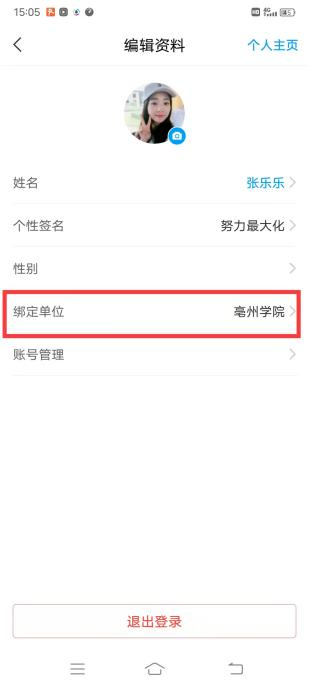 15:05
编辑资料 个人主页
姓名 张乐乐
个性签名 努力最大化
性别
绑定单位 亳州学院
账号管理
退出登录